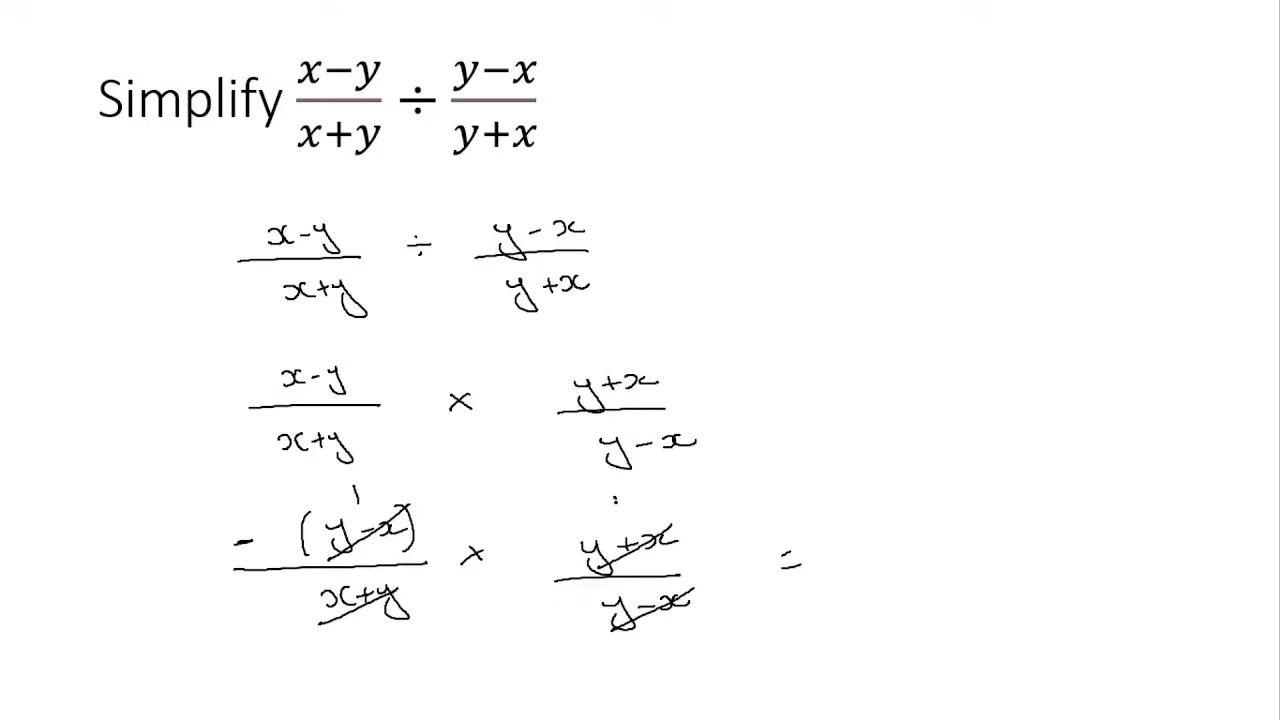 Simplify x−y/x+y ÷ y−x/y+x
x-y/x+y ÷ y-x/y+x
x-y/x+y × y+x/y-x
-(y-x)/x+y × y+x/y-x =